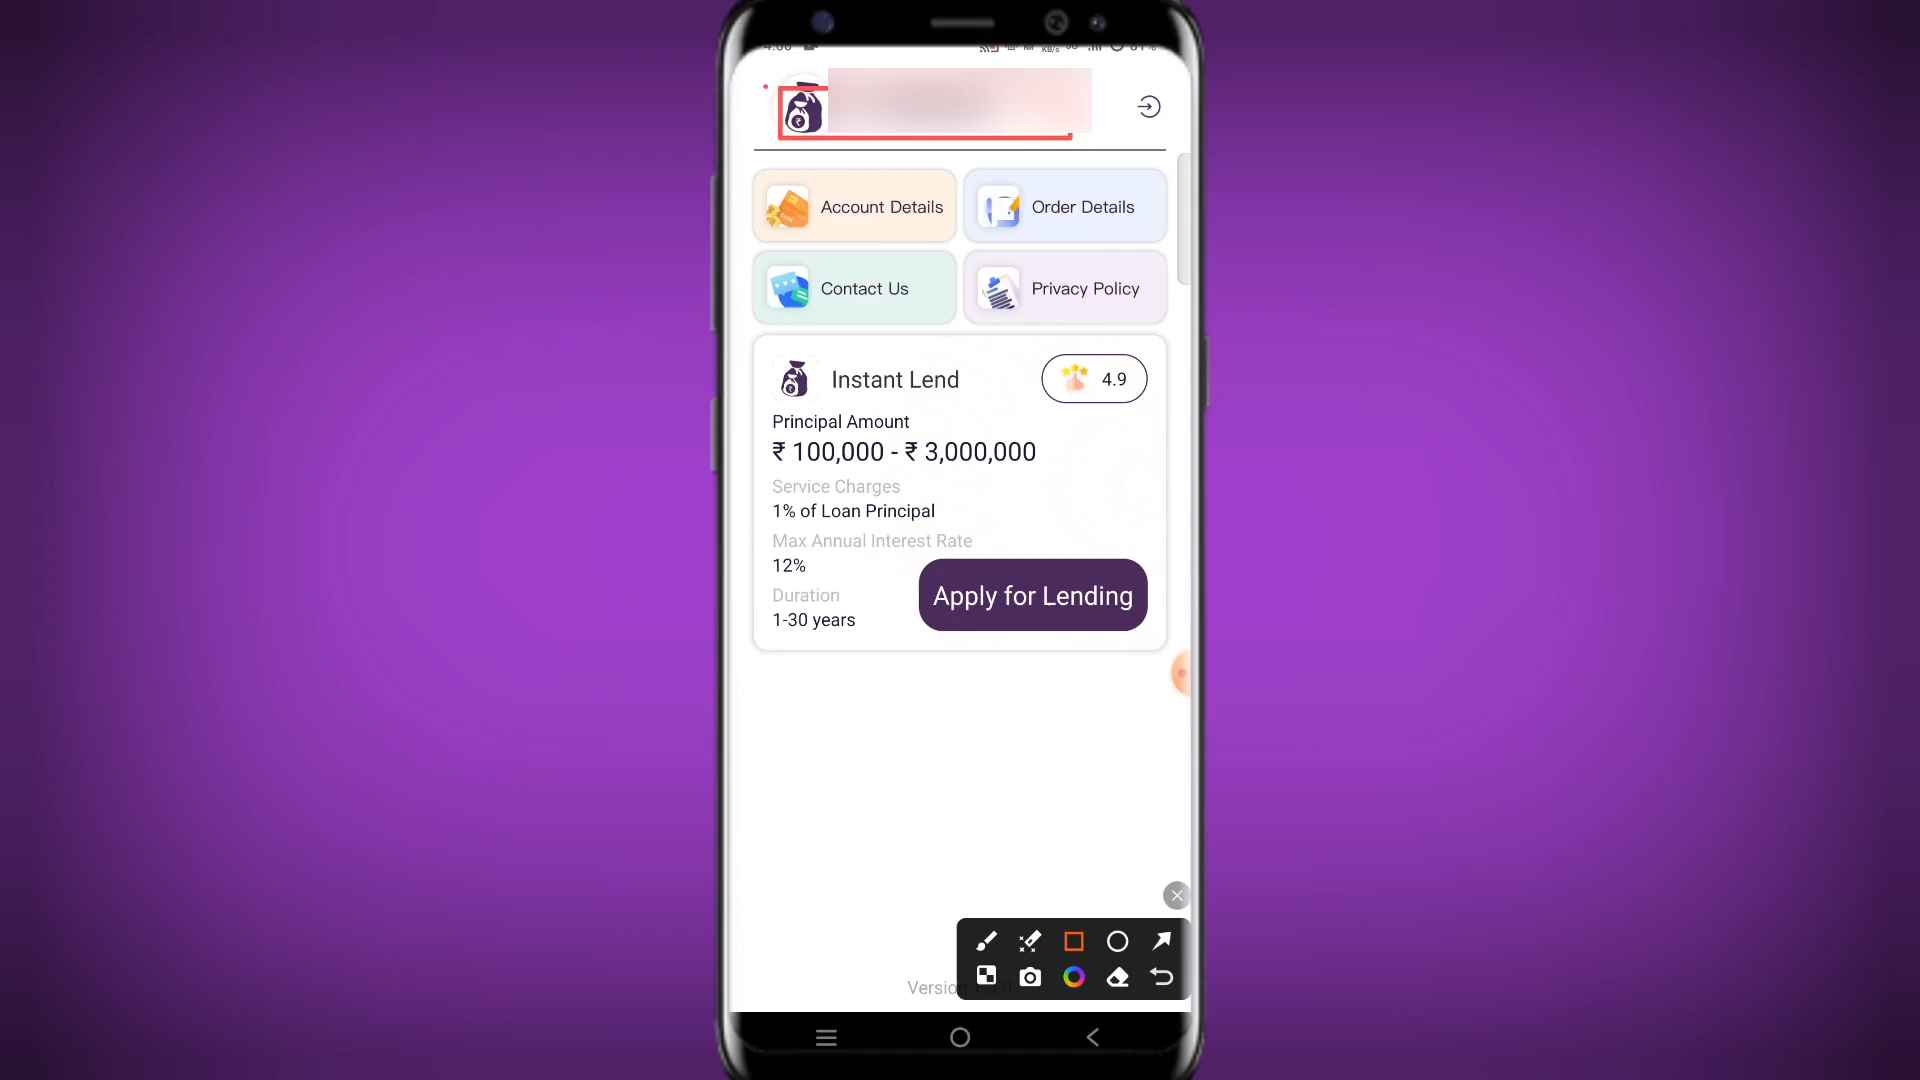 Account Details
Order Details
Contact Us
Privacy Policy
Instant Lend
4.9
Principal Amount
₹ 100,000 - ₹ 3,000,000
Service Charges
1% of Loan Principal
Max Annual Interest Rate
12%
Duration
1-30 years
Apply for Lending